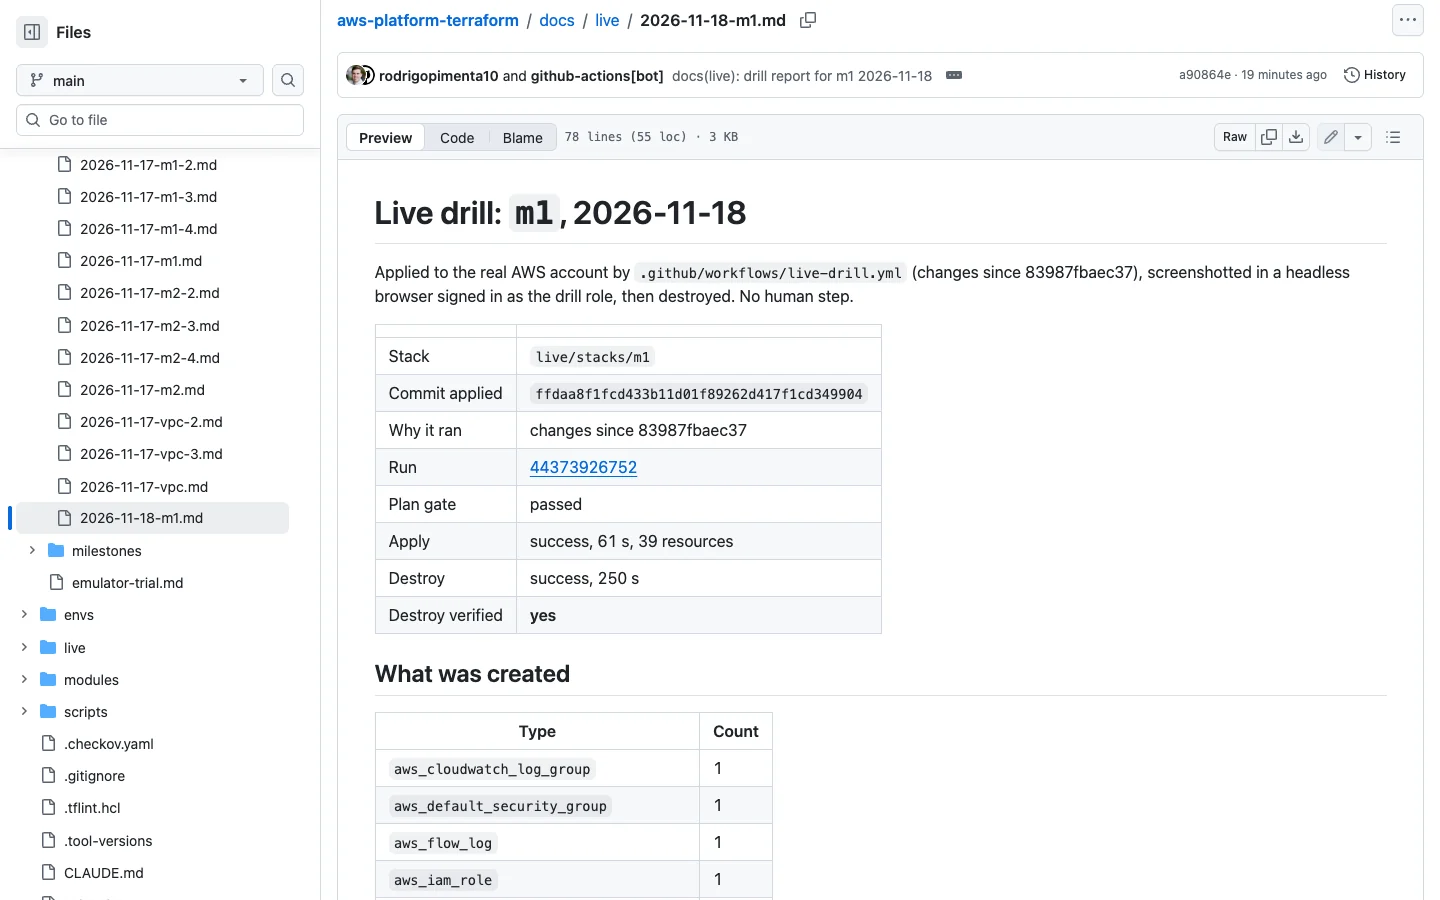 Files
main
Go to file
2026-11-17-m1-2.md
2026-11-17-m1-3.md
2026-11-17-m1-4.md
2026-11-17-m1.md
2026-11-17-m2-2.md
2026-11-17-m2-3.md
2026-11-17-m2-4.md
2026-11-17-m2.md
2026-11-17-vpc-2.md
2026-11-17-vpc-3.md
2026-11-17-vpc.md
2026-11-18-m1.md
milestones
emulator-trial.md
envs
live
modules
scripts
.checkov.yaml
.gitignore
.tflint.hcl
.tool-versions
CLAUDE.md
aws-platform-terraform / docs / live / 2026-11-18-m1.md
rodrigopimenta10 and github-actions[bot] docs(live): drill report for m1 2026-11-18
a90864e · 19 minutes ago
History
Preview Code Blame 78 lines (55 loc) · 3 KB
Raw
Live drill: m1, 2026-11-18
Applied to the real AWS account by .github/workflows/live-drill.yml (changes since 83987fbaec37), screenshotted in a headless
browser signed in as the drill role, then destroyed. No human step.
Stack live/stacks/m1
Commit applied ffdaa8f1fcd433b11d01f89262d417f1cd349904
Why it ran changes since 83987fbaec37
Run 44373926752
Plan gate passed
Apply success, 61 s, 39 resources
Destroy success, 250 s
Destroy verified yes
What was created
Type Count
aws_cloudwatch_log_group 1
aws_default_security_group 1
aws_flow_log 1
aws_iam_role 1